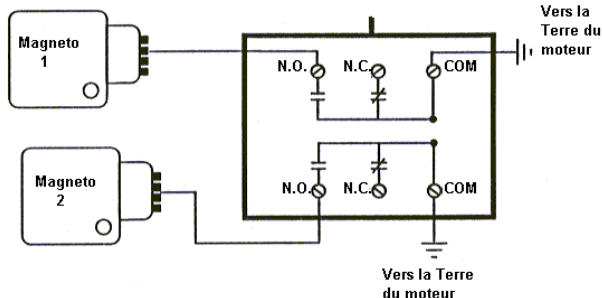 Magneto
1
N.O.
N.C.
COM
Vers la
Terre du
moteur
Magneto
2
N.O.
N.C.
COM
Vers la Terre
du moteur